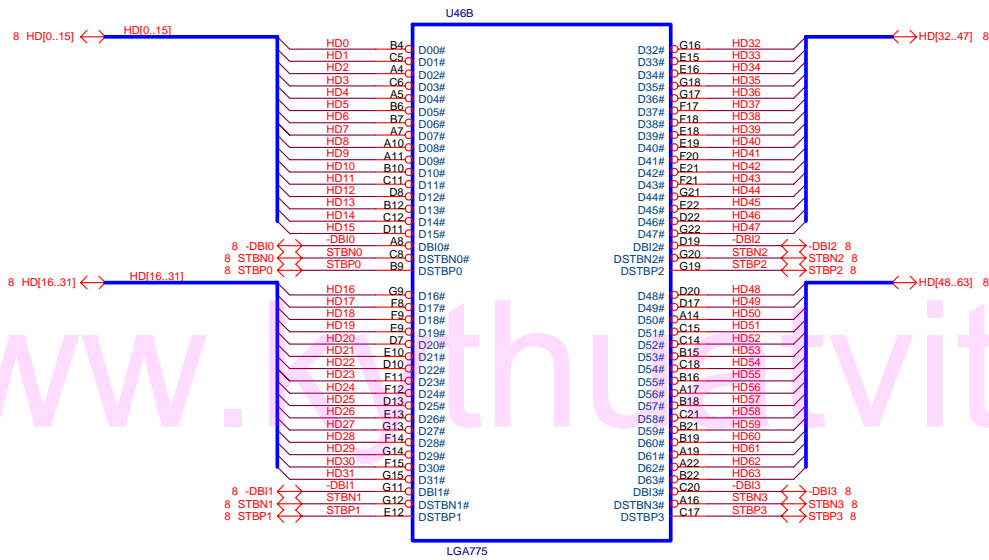 U46B
8 HD[0..15] HD[0..15] HD[32..47] 8
HD0 B4 D00# D32# G16 HD32
HD1 C5 D01# D33# E15 HD33
HD2 A4 D02# D34# E16 HD34
HD3 C6 D03# D35# G18 HD35
HD4 A5 D04# D36# G17 HD36
HD5 B6 D05# D37# F17 HD37
HD6 B7 D06# D38# F18 HD38
HD7 A7 D07# D39# E18 HD39
HD8 A10 D08# D40# E19 HD40
HD9 A11 D09# D41# F20 HD41
HD10 B10 D10# D42# E21 HD42
HD11 C11 D11# D43# F21 HD43
HD12 D8 D12# D44# G21 HD44
HD13 B12 D13# D45# E22 HD45
HD14 C12 D14# D46# D22 HD46
HD15 D11 D15# D47# G22 HD47
8 -DBI0 -DBI0 A8 DBI0# DBI2# D19 -DBI2 -DBI2 8
8 STBN0 STBN0 C8 DSTBN0# DSTBN2# G20 STBN2 STBN2 8
8 STBP0 STBP0 B9 DSTBP0 DSTBP2 G19 STBP2 STBP2 8
8 HD[16..31] HD[16..31] HD[48..63] 8
HD16 G9 D16# D48# D20 HD48
HD17 F8 D17# D49# D17 HD49
HD18 F9 D18# D50# A14 HD50
HD19 E9 D19# D51# C15 HD51
HD20 D7 D20# D52# C14 HD52
HD21 E10 D21# D53# B15 HD53
HD22 D10 D22# D54# C18 HD54
HD23 F11 D23# D55# B16 HD55
HD24 F12 D24# D56# A17 HD56
HD25 D13 D25# D57# B18 HD57
HD26 E13 D26# D58# C21 HD58
HD27 G13 D27# D59# B21 HD59
HD28 F14 D28# D60# B19 HD60
HD29 G14 D29# D61# A19 HD61
HD30 F15 D30# D62# A22 HD62
HD31 G15 D31# D63# B22 HD63
8 -DBI1 -DBI1 G11 DBI1# DBI3# C20 -DBI3 -DBI3 8
8 STBN1 STBN1 G12 DSTBN1# DSTBN3# A16 STBN3 STBN3 8
8 STBP1 STBP1 E12 DSTBP1 DSTBP3 C17 STBP3 STBP3 8
LGA775
ww.kythuatvit